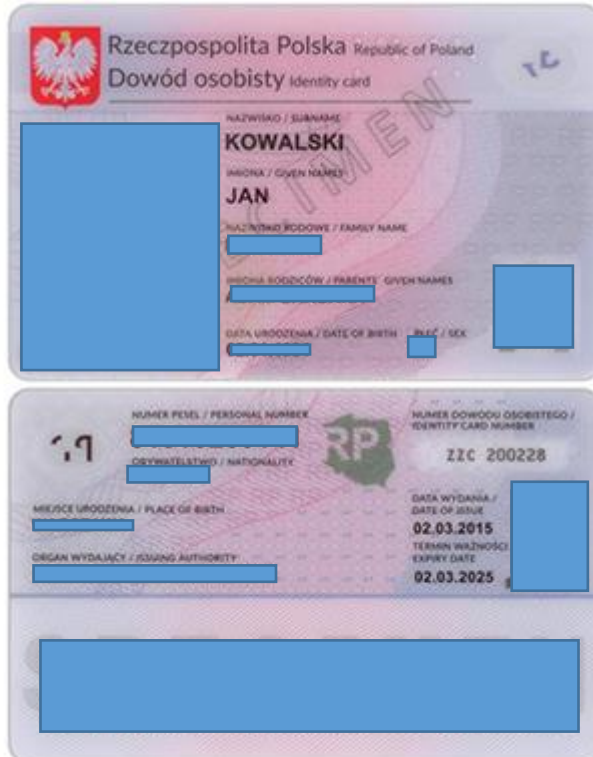 Rzeczpospolita Polska Republic of Poland
Dowód osobisty Identity card
NAZWISKO / SURNAME
KOWALSKI
IMIONA / GIVEN NAMES
JAN
NAZWISKO RODOWE / FAMILY NAME
IMIONA RODZICÓW / PARENTS' GIVEN NAMES
DATA URODZENIA / DATE OF BIRTH PŁEĆ / SEX
SPECIMEN
NUMER PESEL / PERSONAL NUMBER
OBYWATELSTWO / NATIONALITY
MIEJSCE URODZENIA / PLACE OF BIRTH
ORGAN WYDAJĄCY / ISSUING AUTHORITY
RP
NUMER DOWODU OSOBISTEGO /
IDENTITY CARD NUMBER
ZZC 200228
DATA WYDANIA /
DATE OF ISSUE
02.03.2015
TERMIN WAŻNOŚCI
EXPIRY DATE
02.03.2025